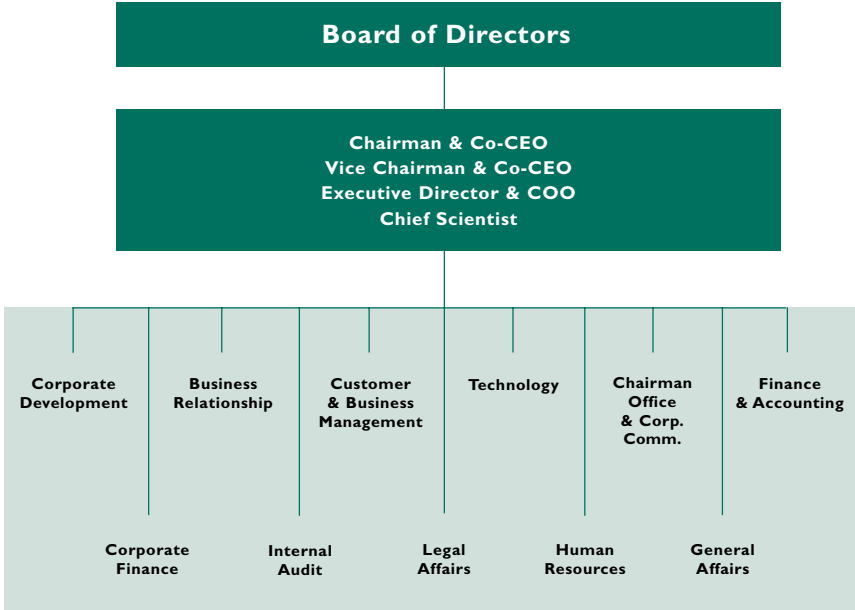 Board of Directors
Chairman & Co-CEO
Vice Chairman & Co-CEO
Executive Director & COO
Chief Scientist
Corporate
Development
Business
Relationship
Customer
& Business
Management
Technology
Chairman
Office
& Corp.
Comm.
Finance
& Accounting
Corporate
Finance
Internal
Audit
Legal
Affairs
Human
Resources
General
Affairs